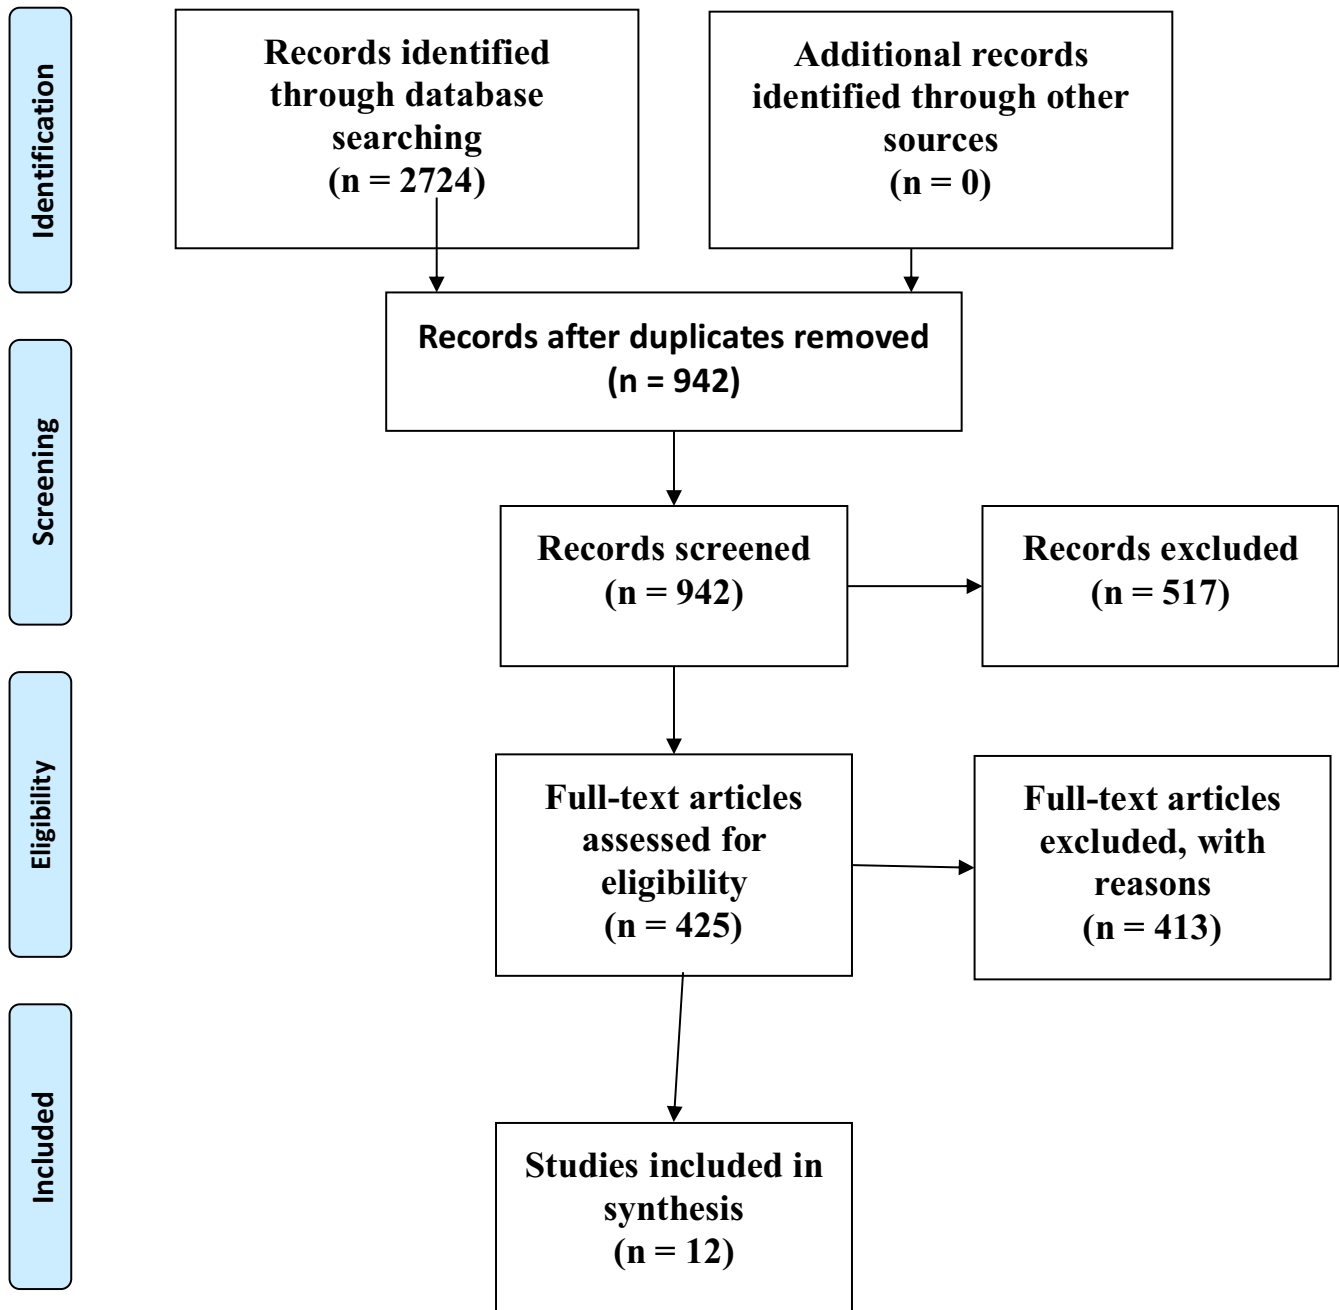 Identification
Records identified
through database
searching
(n = 2724)
Additional records
identified through other
sources
(n = 0)
Records after duplicates removed
(n = 942)
Screening
Records screened
(n = 942)
Records excluded
(n = 517)
Eligibility
Full-text articles
assessed for
eligibility
(n = 425)
Full-text articles
excluded, with
reasons
(n = 413)
Included
Studies included in
synthesis
(n = 12)